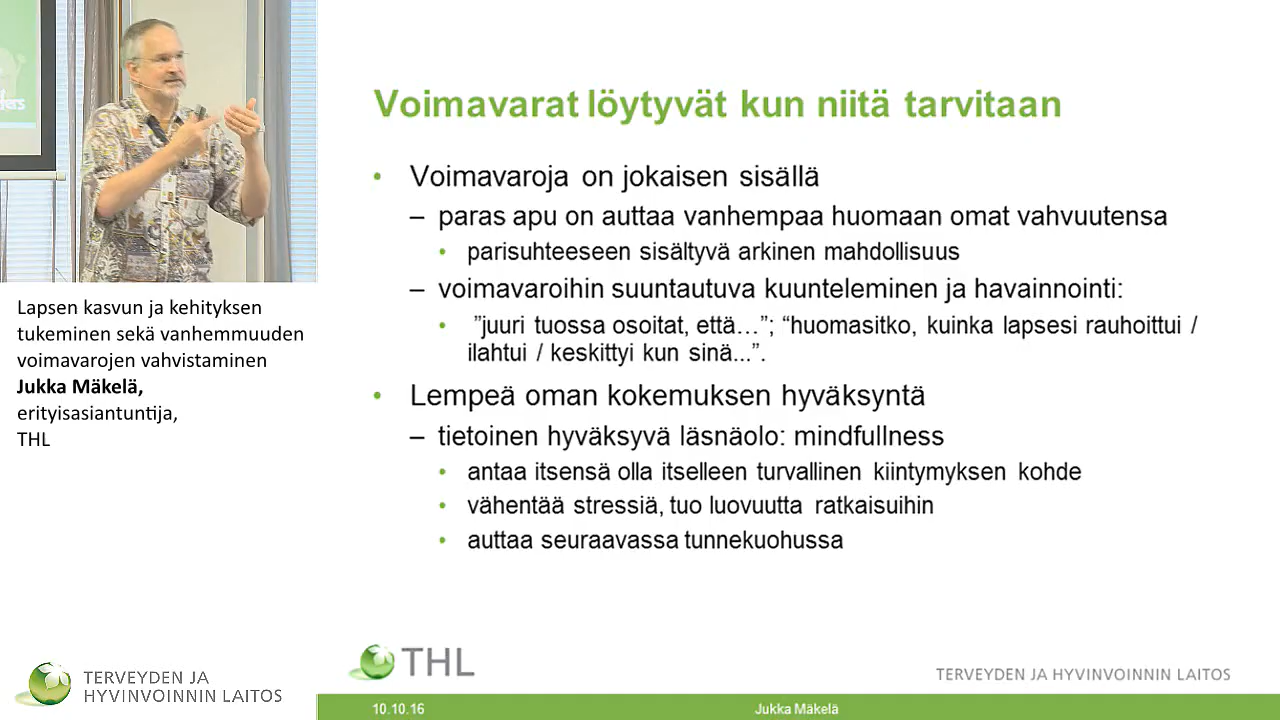 ders
Lapsen kasvun ja kehityksen
tukeminen sekä vanhemmuuden
voimavarojen vahvistaminen
Jukka Mäkelä,
erityisasiantuntija,
THL
TERVEYDEN JA
HYVINVOINNIN LAITOS
Voimavarat löytyvät kun niitä tarvitaan
• Voimavaroja on jokaisen sisällä
– paras apu on auttaa vanhempaa huomaan omat vahvuutensa
• parisuhteeseen sisältyvä arkinen mahdollisuus
– voimavaroihin suuntautuva kuunteleminen ja havainnointi:
• ”juuri tuossa osoitat, että…”; “huomasitko, kuinka lapsesi rauhoittui /
ilahtui / keskittyi kun sinä...”.
• Lempeä oman kokemuksen hyväksyntä
– tietoinen hyväksyvä läsnäolo: mindfullness
• antaa itsensä olla itselleen turvallinen kiintymyksen kohde
• vähentää stressiä, tuo luovuutta ratkaisuihin
• auttaa seuraavassa tunnekuohussa
THL
TERVEYDEN JA HYVINVOINNIN LAITOS
10.10.16
Jukka Mäkelä